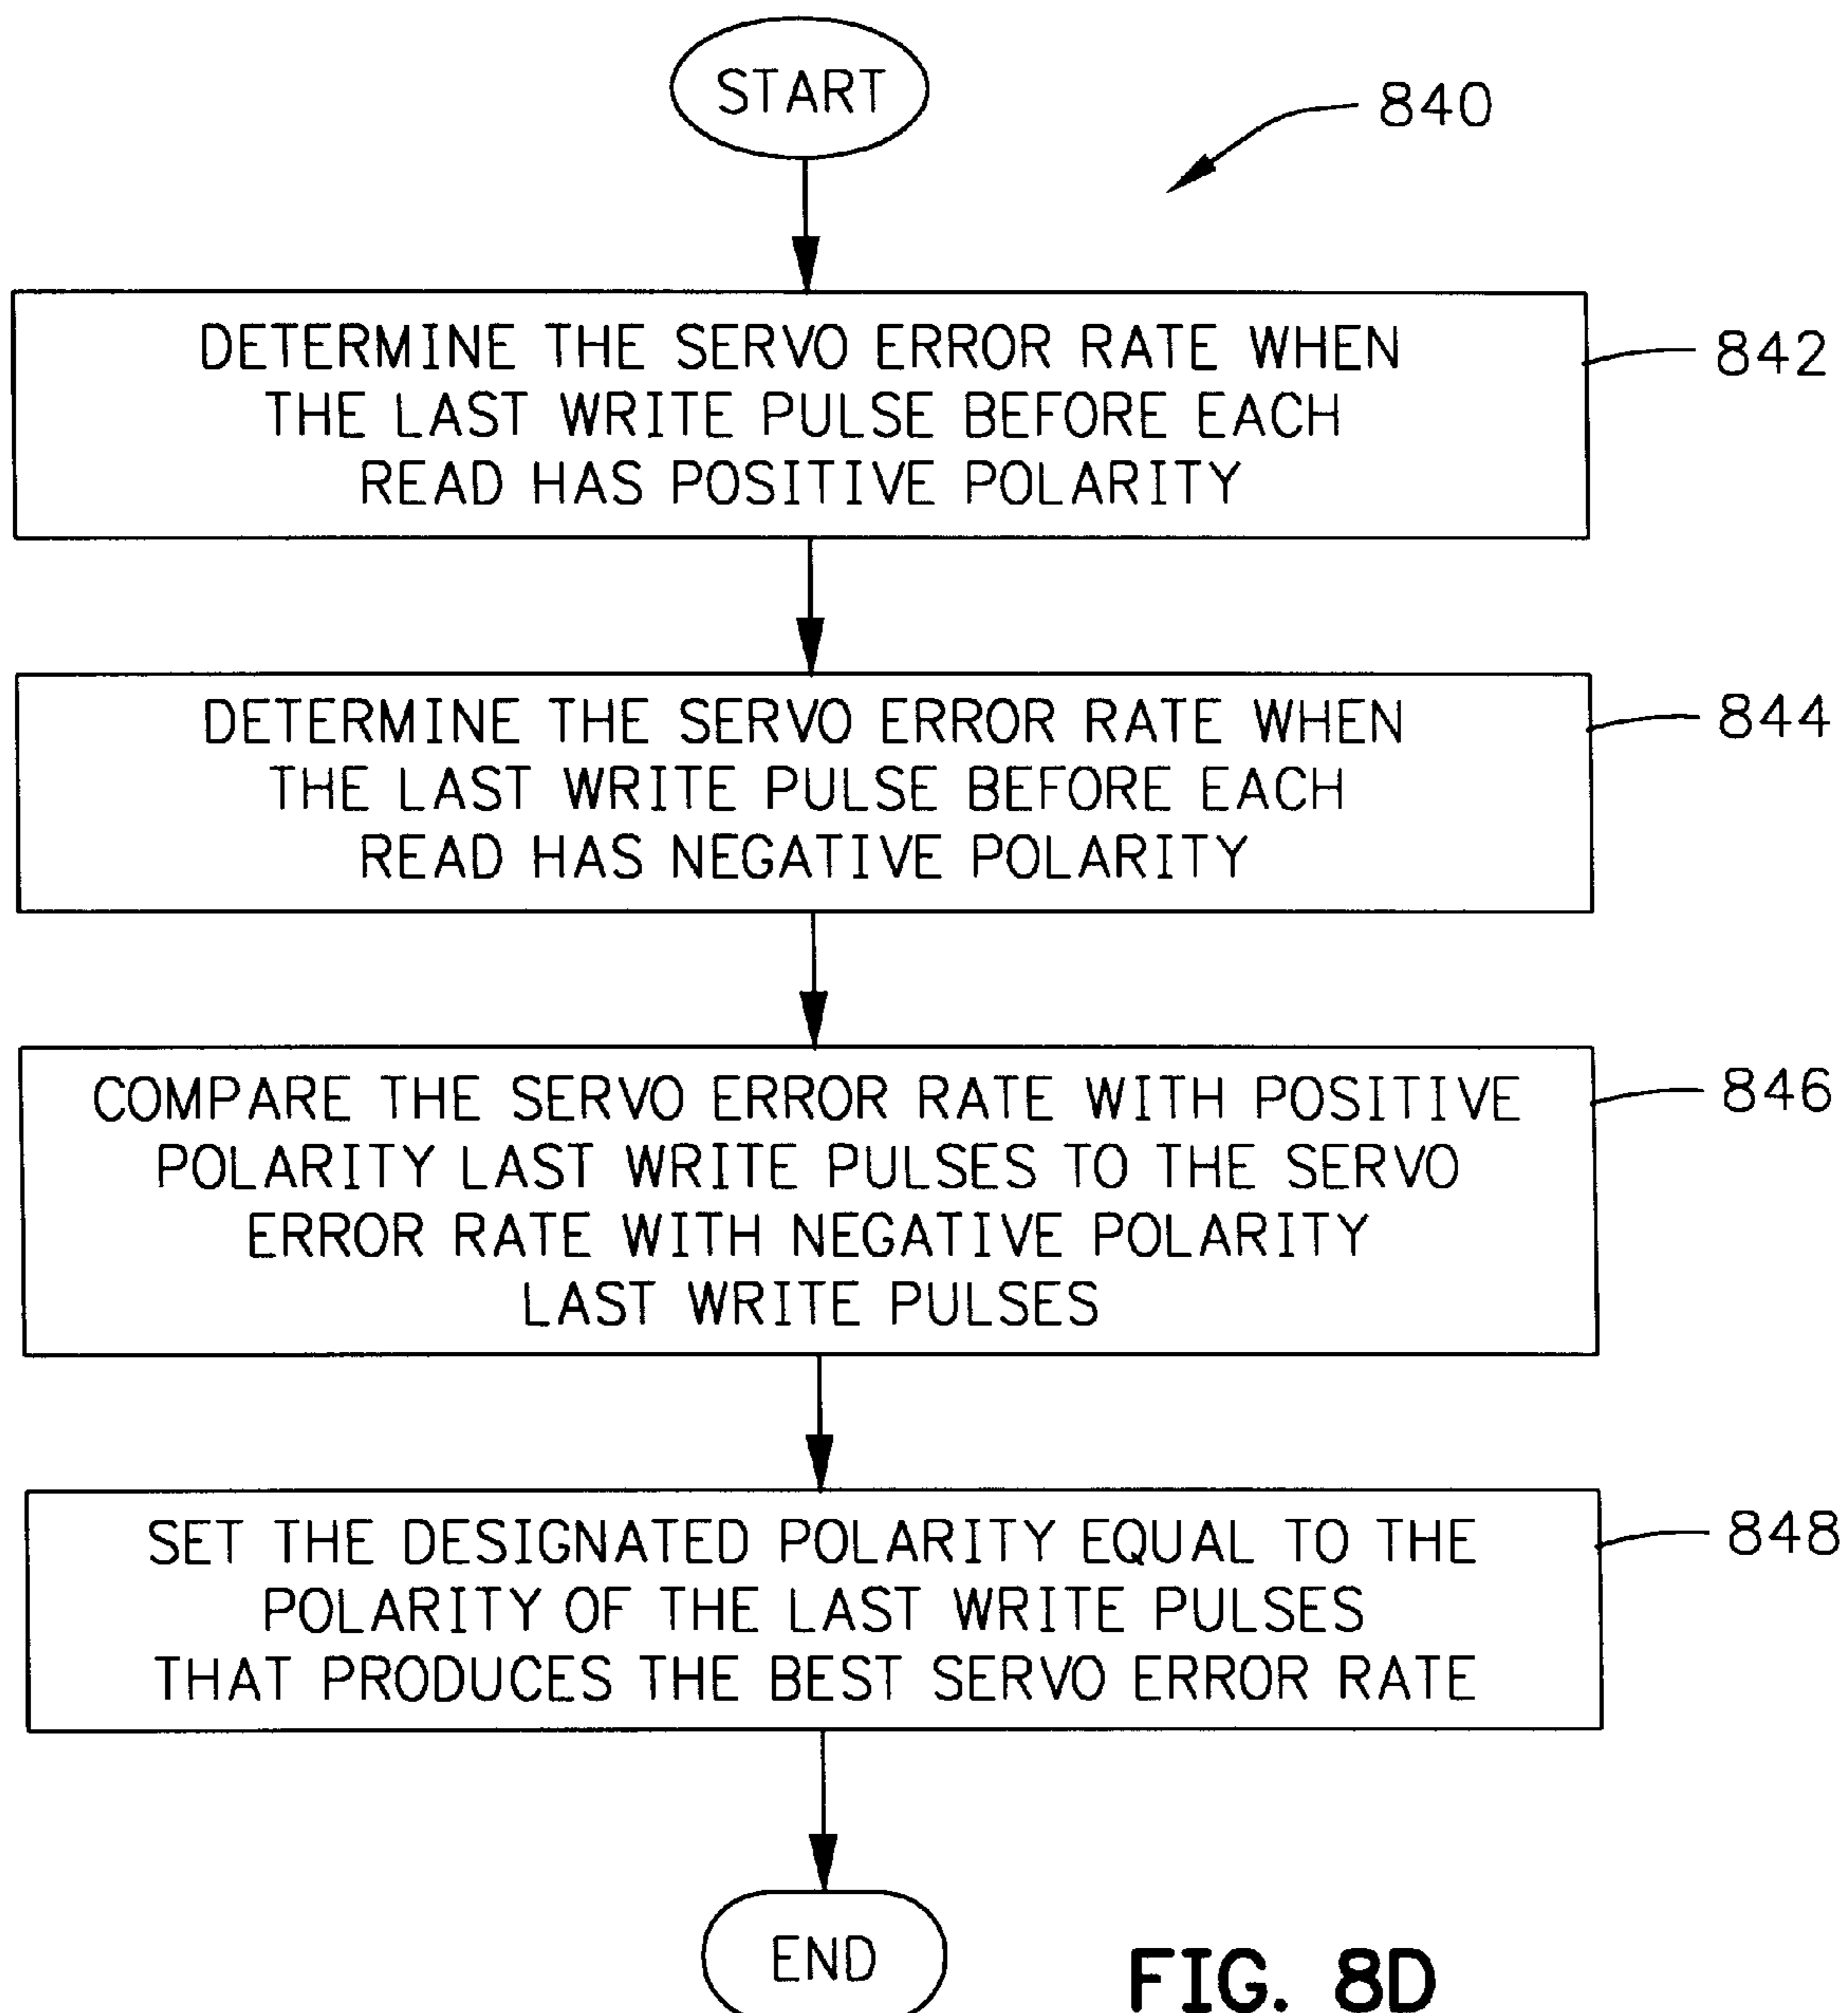 START
840
DETERMINE THE SERVO ERROR RATE WHEN
THE LAST WRITE PULSE BEFORE EACH
READ HAS POSITIVE POLARITY
842
DETERMINE THE SERVO ERROR RATE WHEN
THE LAST WRITE PULSE BEFORE EACH
READ HAS NEGATIVE POLARITY
844
COMPARE THE SERVO ERROR RATE WITH POSITIVE
POLARITY LAST WRITE PULSES TO THE SERVO
ERROR RATE WITH NEGATIVE POLARITY
LAST WRITE PULSES
846
SET THE DESIGNATED POLARITY EQUAL TO THE
POLARITY OF THE LAST WRITE PULSES
THAT PRODUCES THE BEST SERVO ERROR RATE
848
END
FIG. 8D